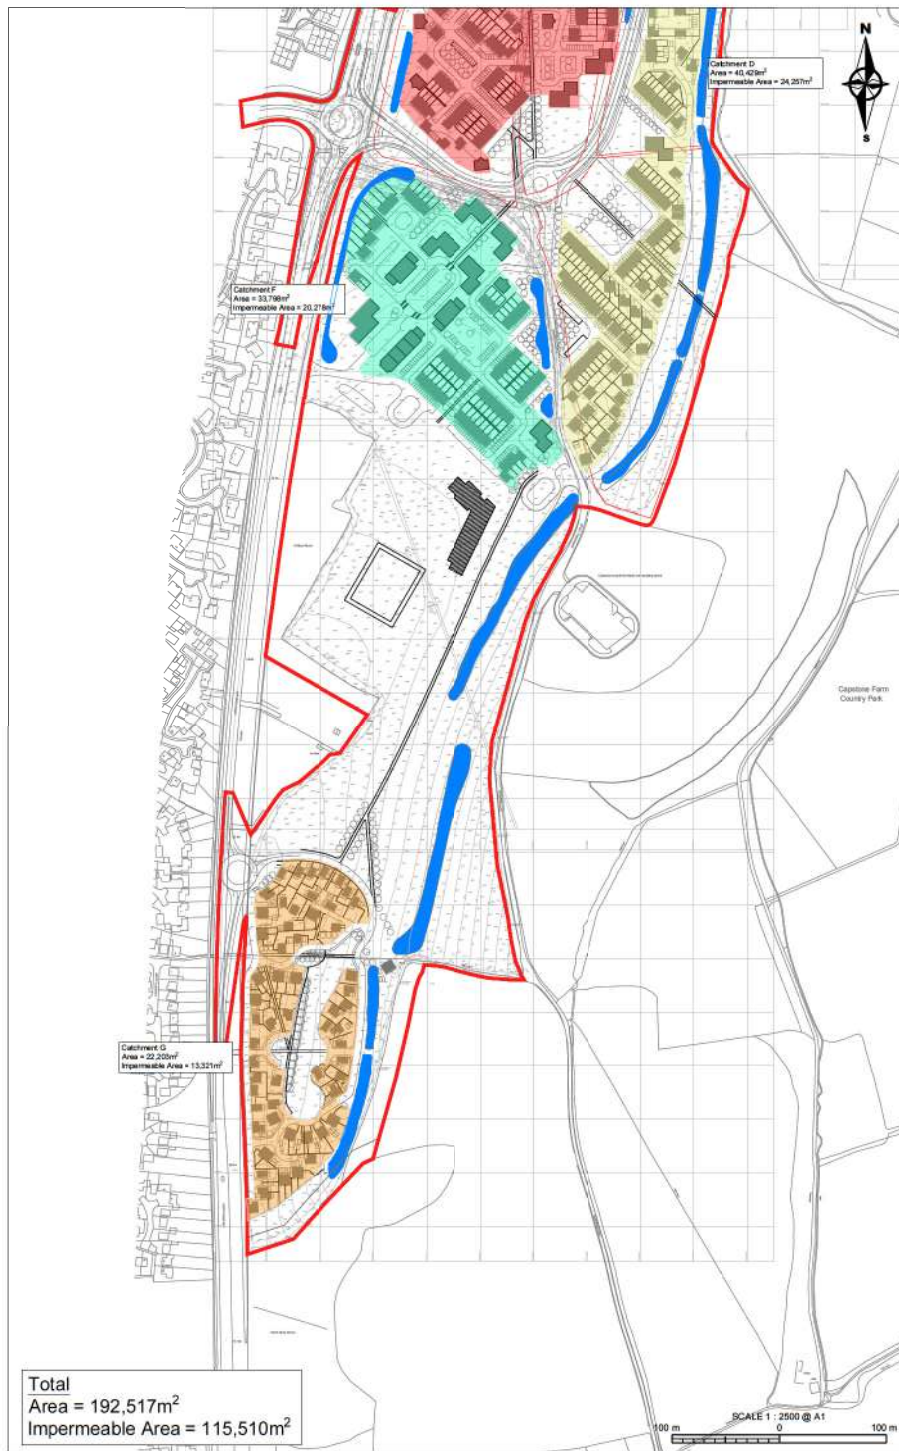 N
S
Catchment D
Area = 40,429m²
Impermeable Area = 24,257m²
Catchment F
Area = 33,798m²
Impermeable Area = 20,278m²
Capstone Farm
Country Park
Catchment G
Area = 22,203m²
Impermeable Area = 13,321m²
Total
Area = 192,517m²
Impermeable Area = 115,510m²
SCALE 1 : 2500 @ A1
100 m
0
100 m